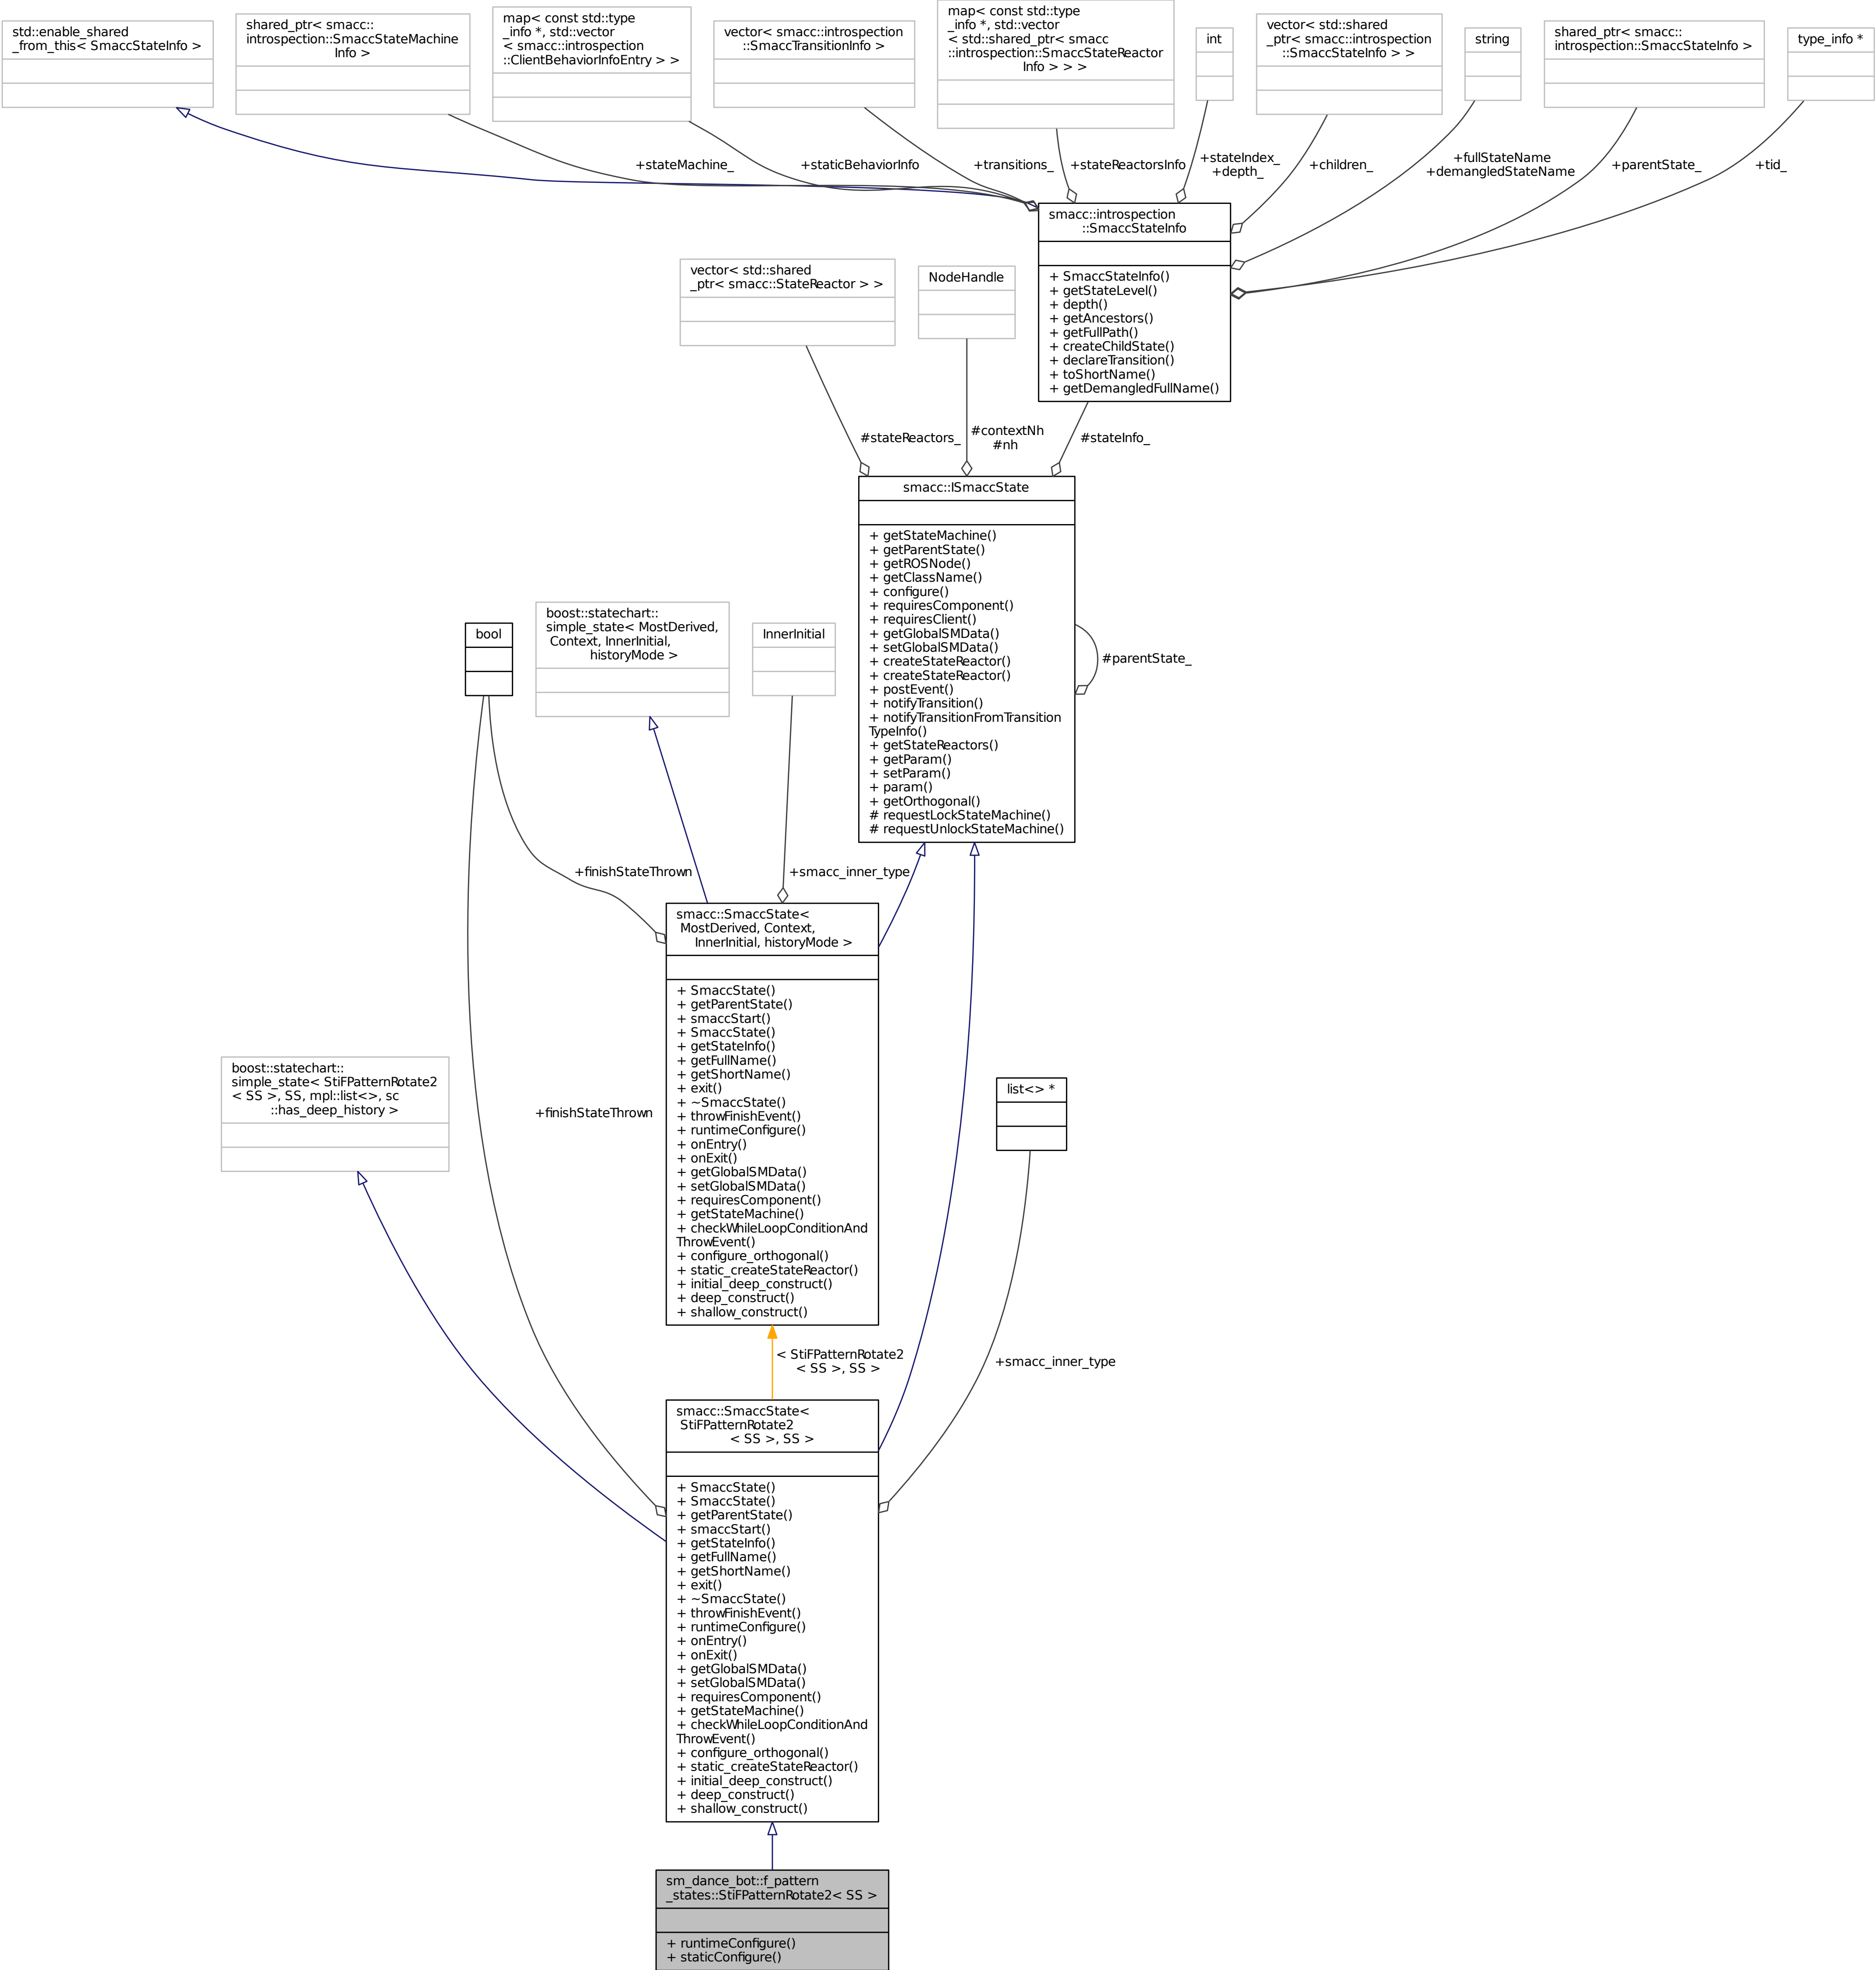 std::enable_shared
_from_this< SmaccStateInfo >
shared_ptr< smacc::
introspection::SmaccStateMachine
Info >
map< const std::type
_info *, std::vector
< smacc::introspection
::ClientBehaviorInfoEntry > >
vector< smacc::introspection
::SmaccTransitionInfo >
map< const std::type
_info *, std::vector
< std::shared_ptr< smacc
::introspection::SmaccStateReactor
Info > > >
int
vector< std::shared
_ptr< smacc::introspection
::SmaccStateInfo > >
string
shared_ptr< smacc::
introspection::SmaccStateInfo >
type_info *
+stateMachine_
+staticBehaviorInfo
+transitions_
+stateReactorsInfo
+stateIndex_
+depth_
+children_
+fullStateName
+demangledStateName
+parentState_
+tid_
smacc::introspection
::SmaccStateInfo
+ SmaccStateInfo()
+ getStateLevel()
+ depth()
+ getAncestors()
+ getFullPath()
+ createChildState()
+ declareTransition()
+ toShortName()
+ getDemangledFullName()
vector< std::shared
_ptr< smacc::StateReactor > >
NodeHandle
#stateReactors_
#contextNh
#nh
#stateInfo_
smacc::ISmaccState
+ getStateMachine()
+ getParentState()
+ getROSNode()
+ getClassName()
+ configure()
+ requiresComponent()
+ requiresClient()
+ getGlobalSMData()
+ setGlobalSMData()
+ createStateReactor()
+ createStateReactor()
+ postEvent()
+ notifyTransition()
+ notifyTransitionFromTransition
TypeInfo()
+ getStateReactors()
+ getParam()
+ setParam()
+ param()
+ getOrthogonal()
# requestLockStateMachine()
# requestUnlockStateMachine()
#parentState_
bool
boost::statechart::
simple_state< MostDerived,
Context, InnerInitial,
historyMode >
InnerInitial
+finishStateThrown
+smacc_inner_type
smacc::SmaccState<
MostDerived, Context,
InnerInitial, historyMode >
+ SmaccState()
+ getParentState()
+ smaccStart()
+ SmaccState()
+ getStateInfo()
+ getFullName()
+ getShortName()
+ exit()
+ ~SmaccState()
+ throwFinishEvent()
+ runtimeConfigure()
+ onEntry()
+ onExit()
+ getGlobalSMData()
+ setGlobalSMData()
+ requiresComponent()
+ getStateMachine()
+ checkWhileLoopConditionAnd
ThrowEvent()
+ configure_orthogonal()
+ static_createStateReactor()
+ initial_deep_construct()
+ deep_construct()
+ shallow_construct()
boost::statechart::
simple_state< StiFPatternRotate2
< SS >, SS, mpl::list<>, sc
::has_deep_history >
+finishStateThrown
list<> *
< StiFPatternRotate2
< SS >, SS >
+smacc_inner_type
smacc::SmaccState<
StiFPatternRotate2
< SS >, SS >
+ SmaccState()
+ SmaccState()
+ getParentState()
+ smaccStart()
+ getStateInfo()
+ getFullName()
+ getShortName()
+ exit()
+ ~SmaccState()
+ throwFinishEvent()
+ runtimeConfigure()
+ onEntry()
+ onExit()
+ getGlobalSMData()
+ setGlobalSMData()
+ requiresComponent()
+ getStateMachine()
+ checkWhileLoopConditionAnd
ThrowEvent()
+ configure_orthogonal()
+ static_createStateReactor()
+ initial_deep_construct()
+ deep_construct()
+ shallow_construct()
sm_dance_bot::f_pattern
_states::StiFPatternRotate2< SS >
+ runtimeConfigure()
+ staticConfigure()